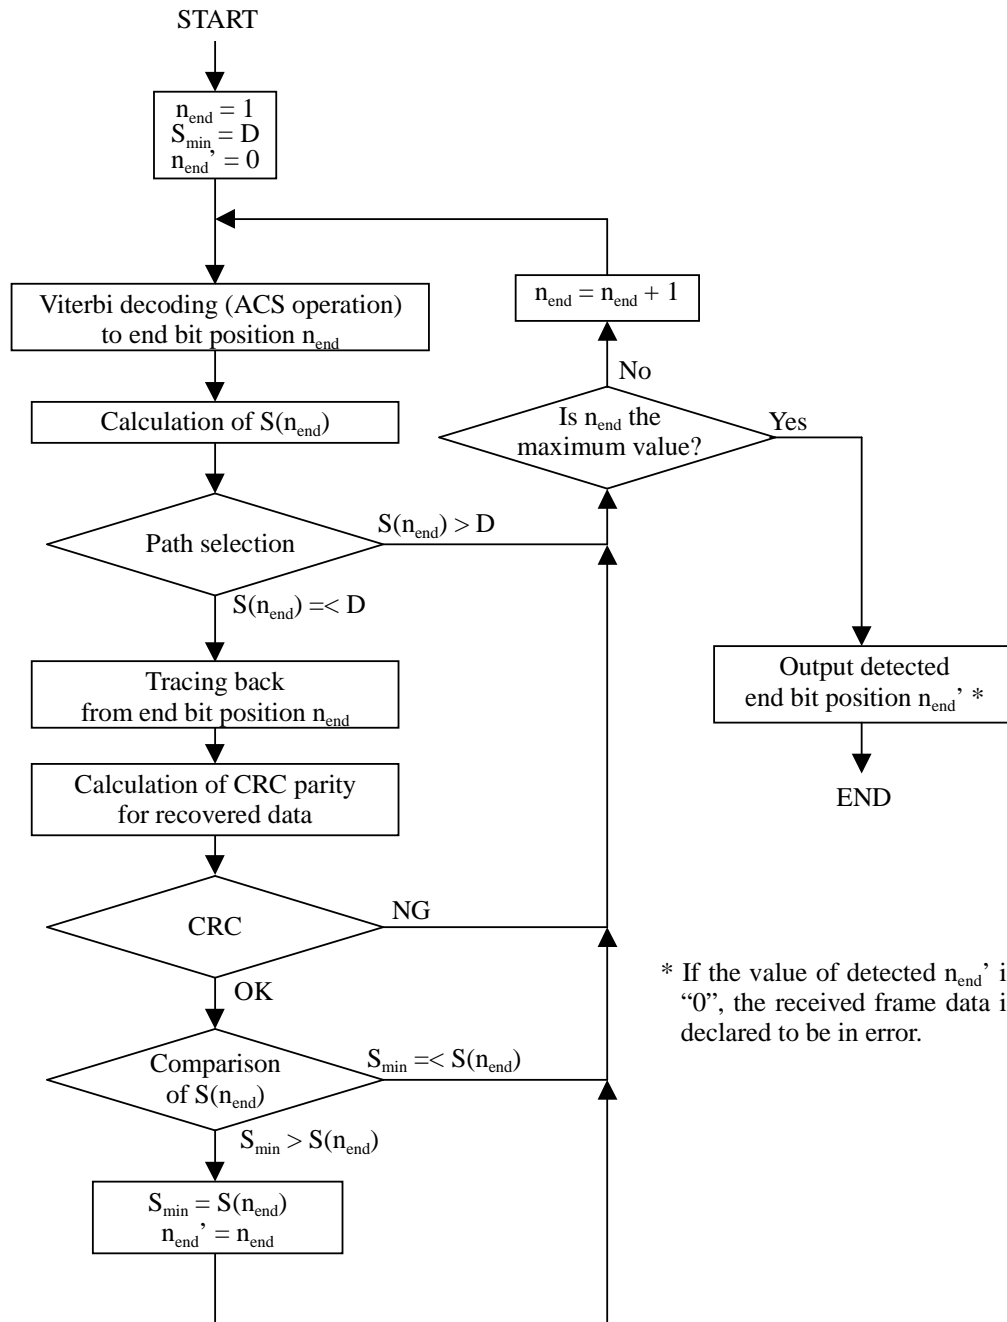 START
n_end = 1
S_min = D
n_end' = 0
Viterbi decoding (ACS operation)
to end bit position n_end
n_end = n_end + 1
No
Calculation of S(n_end)
Is n_end the
maximum value?
Yes
Path selection
S(n_end) > D
S(n_end) =< D
Tracing back
from end bit position n_end
Output detected
end bit position n_end' *
Calculation of CRC parity
for recovered data
END
CRC
NG
OK
* If the value of detected n_end' i
“0”, the received frame data i
declared to be in error.
Comparison
of S(n_end)
S_min =< S(n_end)
S_min > S(n_end)
S_min = S(n_end)
n_end' = n_end